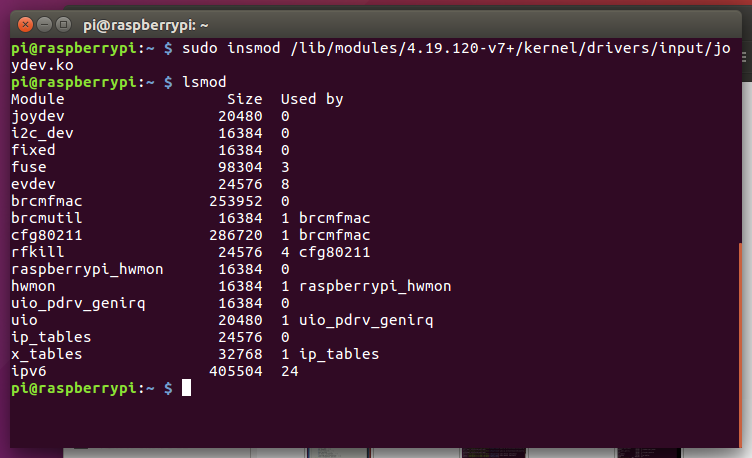 pi@raspberrypi: ~
pi@raspberrypi:~ $ sudo insmod /lib/modules/4.19.120-v7+/kernel/drivers/input/jo
ydev.ko
pi@raspberrypi:~ $ lsmod
Module                  Size  Used by
joydev                 20480  0
i2c_dev                16384  0
fixed                  16384  0
fuse                   98304  3
evdev                  24576  8
brcmfmac              253952  0
brcmutil               16384  1 brcmfmac
cfg80211              286720  1 brcmfmac
rfkill                 24576  4 cfg80211
raspberrypi_hwmon      16384  0
hwmon                  16384  1 raspberrypi_hwmon
uio_pdrv_genirq        16384  0
uio                    20480  1 uio_pdrv_genirq
ip_tables              24576  0
x_tables               32768  1 ip_tables
ipv6                  405504  24
pi@raspberrypi:~ $